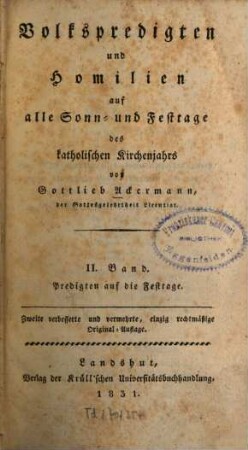 Volkspredigten
und
Homilien
auf
alle Sonn- und Festtage
des
katholischen Kirchenjahrs
von
Gottlieb Ackermann,
der Gottesgelehrtheit Licentiat.
II. Band.
Predigten auf die Festtage.
Zweite verbesserte und vermehrte, einzig rechtmäßige
Original-Auflage.
Landshut,
Verlag der Krüll'schen Universitätsbuchhandlung.
1831.